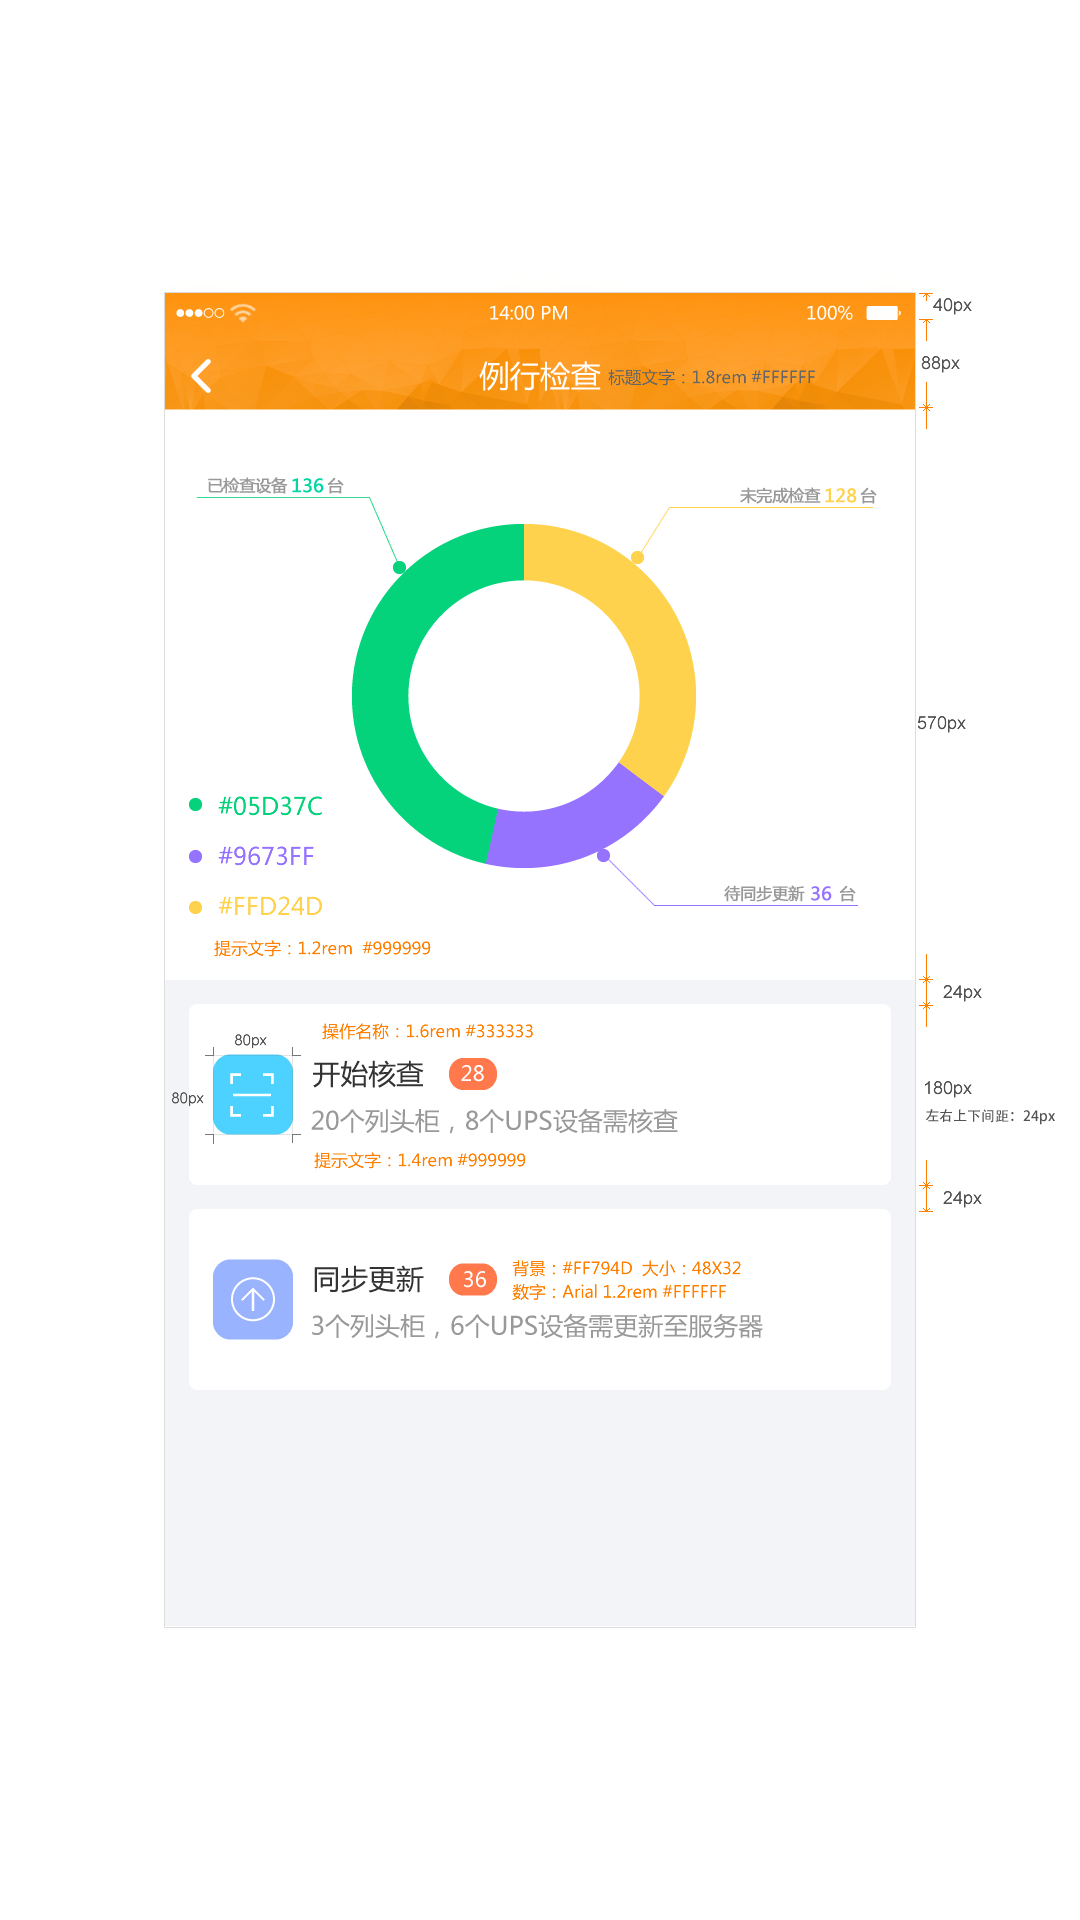 14:00 PM 100% 40px
88px
例行检查 标题文字：1.8rem #FFFFFF
已检查设备 136 台
未完成检查 128 台
570px
#05D37C
#9673FF
待同步更新 36 台
#FFD24D
提示文字：1.2rem #999999
24px
操作名称：1.6rem #333333
80px
开始核查 28
180px
80px
左右上下间距：24px
20个列头柜，8个UPS设备需核查
提示文字：1.4rem #999999
24px
同步更新 36
背景：#FF794D 大小：48X32
数字：Arial 1.2rem #FFFFFF
3个列头柜，6个UPS设备需更新至服务器